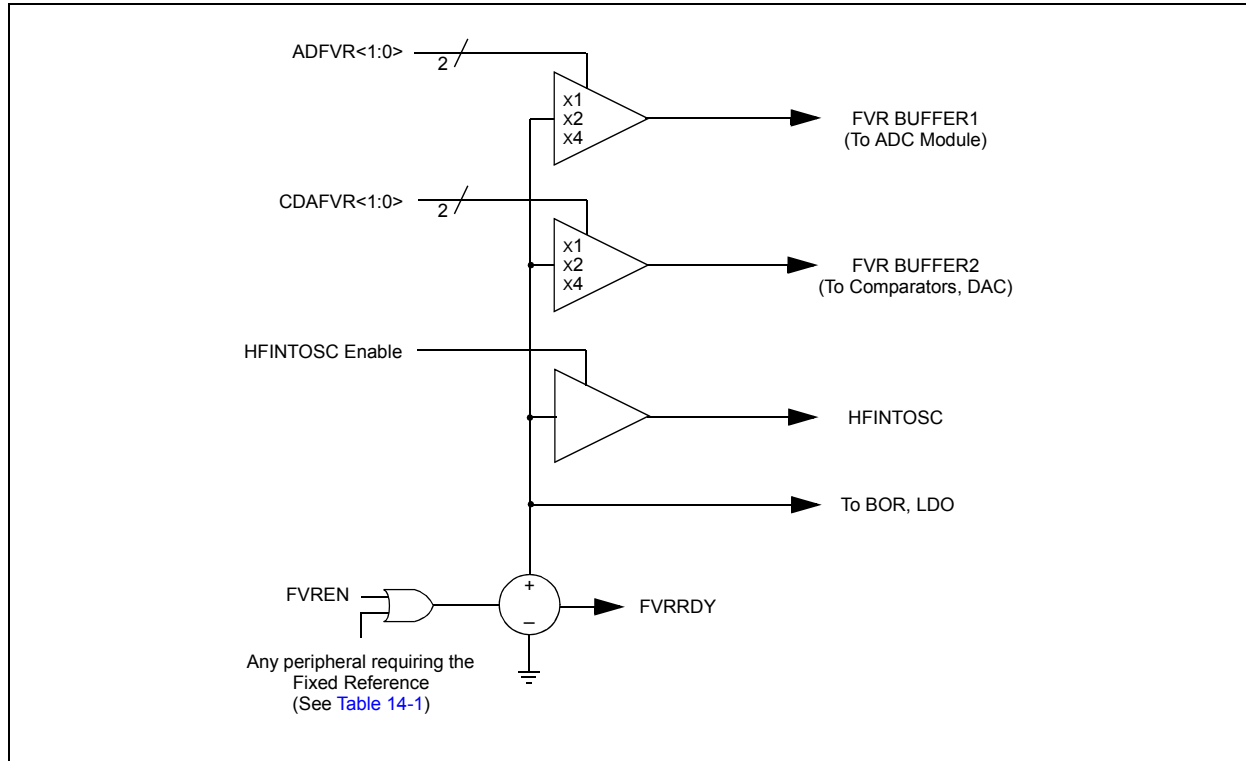 ADFVR<1:0>
2
X1
X2
X4
FVR BUFFER1
(To ADC Module)
CDAFVR<1:0>
2
X1
X2
X4
FVR BUFFER2
(To Comparators, DAC)
HFINTOSC Enable
HFINTOSC
To BOR, LDO
FVREN
+
–
FVRRDY
Any peripheral requiring the
Fixed Reference
(See Table 14-1)